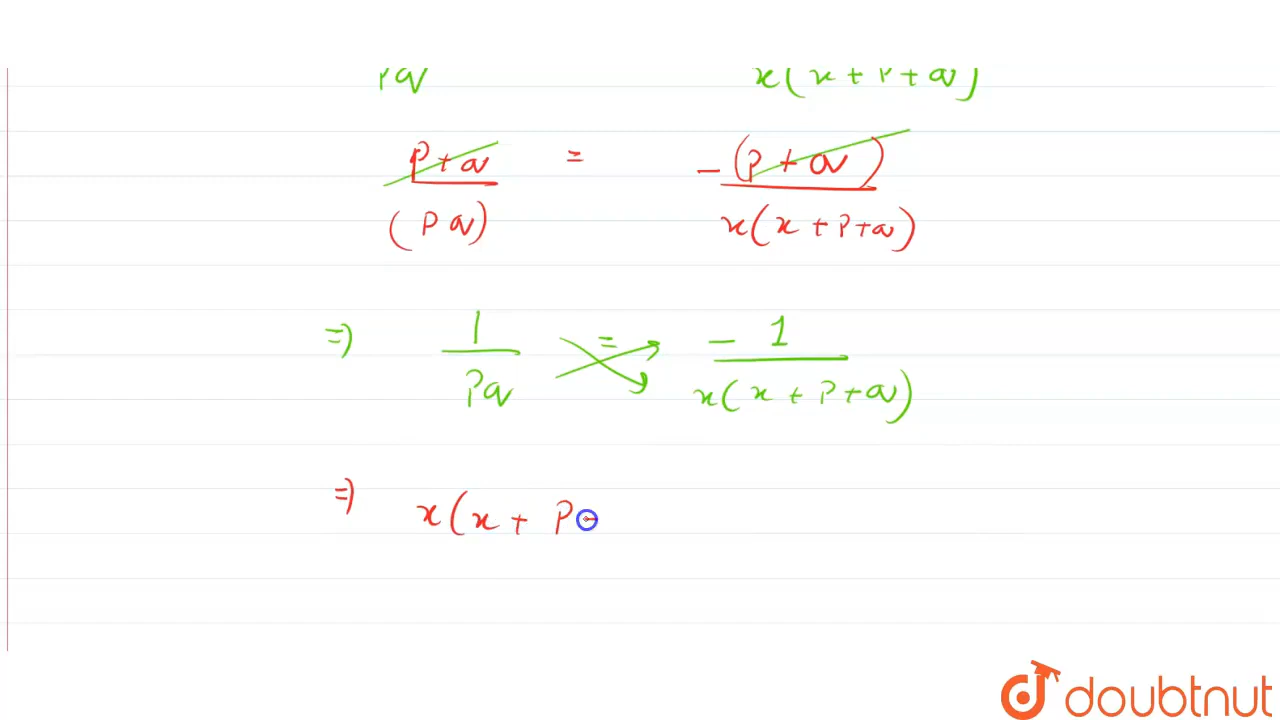 pq x(x+p+q)
p+q = -(p+q)
(pq) x(x+p+q)
=> 1 = - 1
pq x(x+p+q)
=> x(x+ p
doubtnut